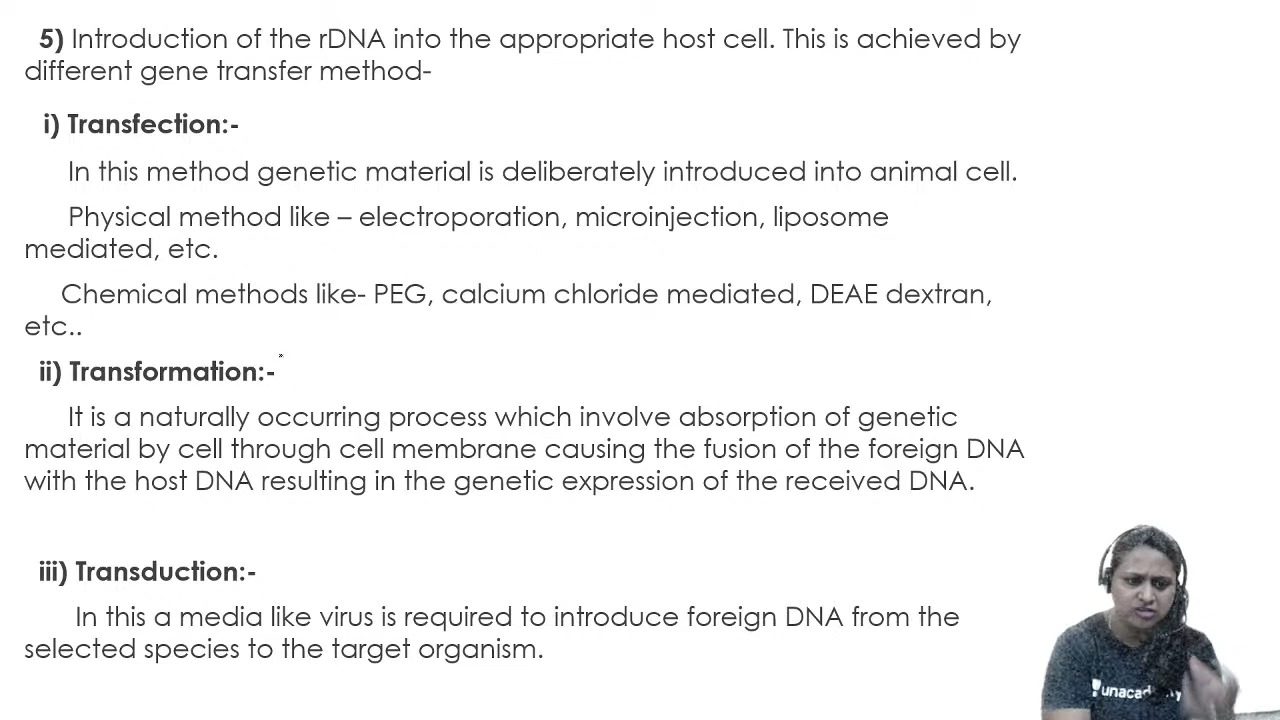 5) Introduction of the rDNA into the appropriate host cell. This is achieved by
different gene transfer method-
i) Transfection:-
In this method genetic material is deliberately introduced into animal cell.
Physical method like – electroporation, microinjection, liposome
mediated, etc.
Chemical methods like- PEG, calcium chloride mediated, DEAE dextran,
etc..
ii) Transformation:-
It is a naturally occurring process which involve absorption of genetic
material by cell through cell membrane causing the fusion of the foreign DNA
with the host DNA resulting in the genetic expression of the received DNA.
iii) Transduction:-
In this a media like virus is required to introduce foreign DNA from the
selected species to the target organism.